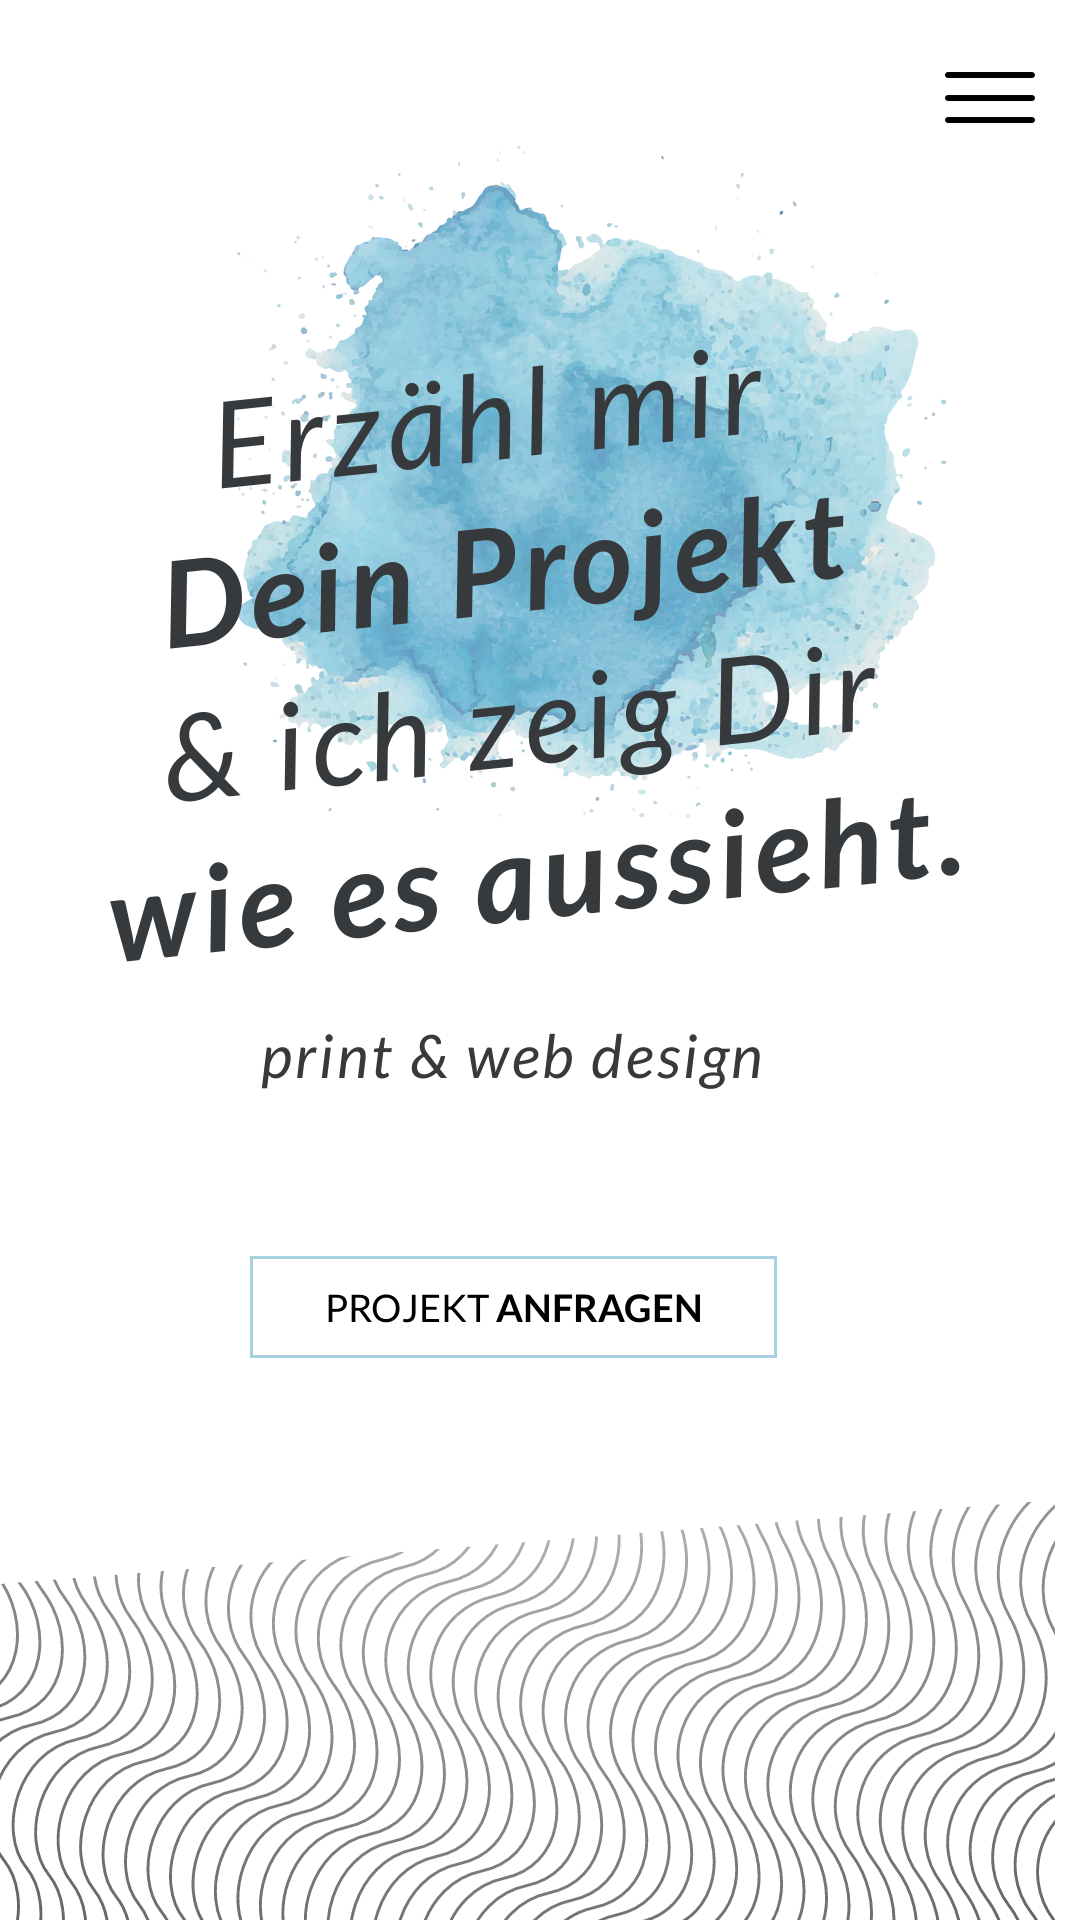 Erzähl mir
Dein Projekt
& ich zeig Dir
wie es aussieht.
print & web design
PROJEKT ANFRAGEN